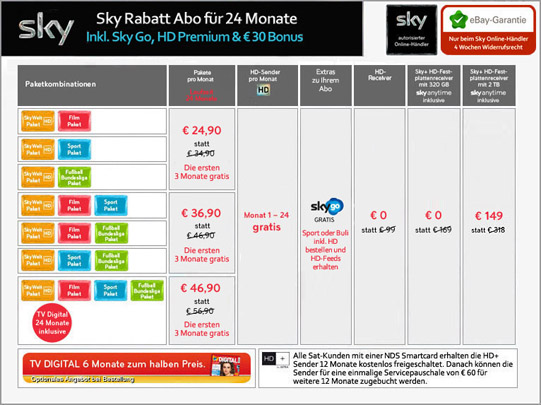 sky
Sky Rabatt Abo für 24 Monate
Inkl. Sky Go, HD Premium & € 30 Bonus
sky
autorisierter
Online-Händler
eBay-Garantie
Nur beim Sky Online-Händler
4 Wochen Widerrufsrecht
Paketkombinationen
Pakete
pro Monat
HD-Sender
pro Monat
HD
Extras
zu Ihrem
Abo
HD-
Receiver
Sky+ HD-Fest-
plattenreceiver
mit 320 GB
sky anytime
inklusive
Sky+ HD-Fest-
plattenreceiver
mit 2 TB
sky anytime
inklusive
Sky Welt Paket HD Film Paket
Sky Welt Paket HD Sport Paket
Sky Welt Paket HD Fußball Bundesliga Paket
€ 24,90
statt
€ 34,90
Die ersten
3 Monate gratis
Sky Welt Paket HD Film Paket Sport Paket
Sky Welt Paket HD Film Paket Fußball Bundesliga Paket
Sky Welt Paket HD Sport Paket Fußball Bundesliga Paket
€ 36,90
statt
€ 46,90
Die ersten
3 Monate gratis
Sky Welt Paket HD Film Paket Sport Paket Fußball Bundesliga Paket
TV Digital
24 Monate
inklusive
€ 46,90
statt
€ 56,90
Die ersten
3 Monate gratis
Monat 1 – 24
gratis
sky go
GRATIS
Sport oder Buli
inkl. HD
bestellen und
HD-Feeds
erhalten
€ 0
statt € 99
€ 0
statt € 169
€ 149
statt € 318
TV DIGITAL 6 Monate zum halben Preis.
Optionales Angebot bei Bestellung
HD +
Alle Sat-Kunden mit einer NDS Smartcard erhalten die HD+
Sender 12 Monate kostenlos freigeschaltet. Danach können die
Sender für eine einmalige Servicepauschale von € 60 für
weitere 12 Monate zugebucht werden.